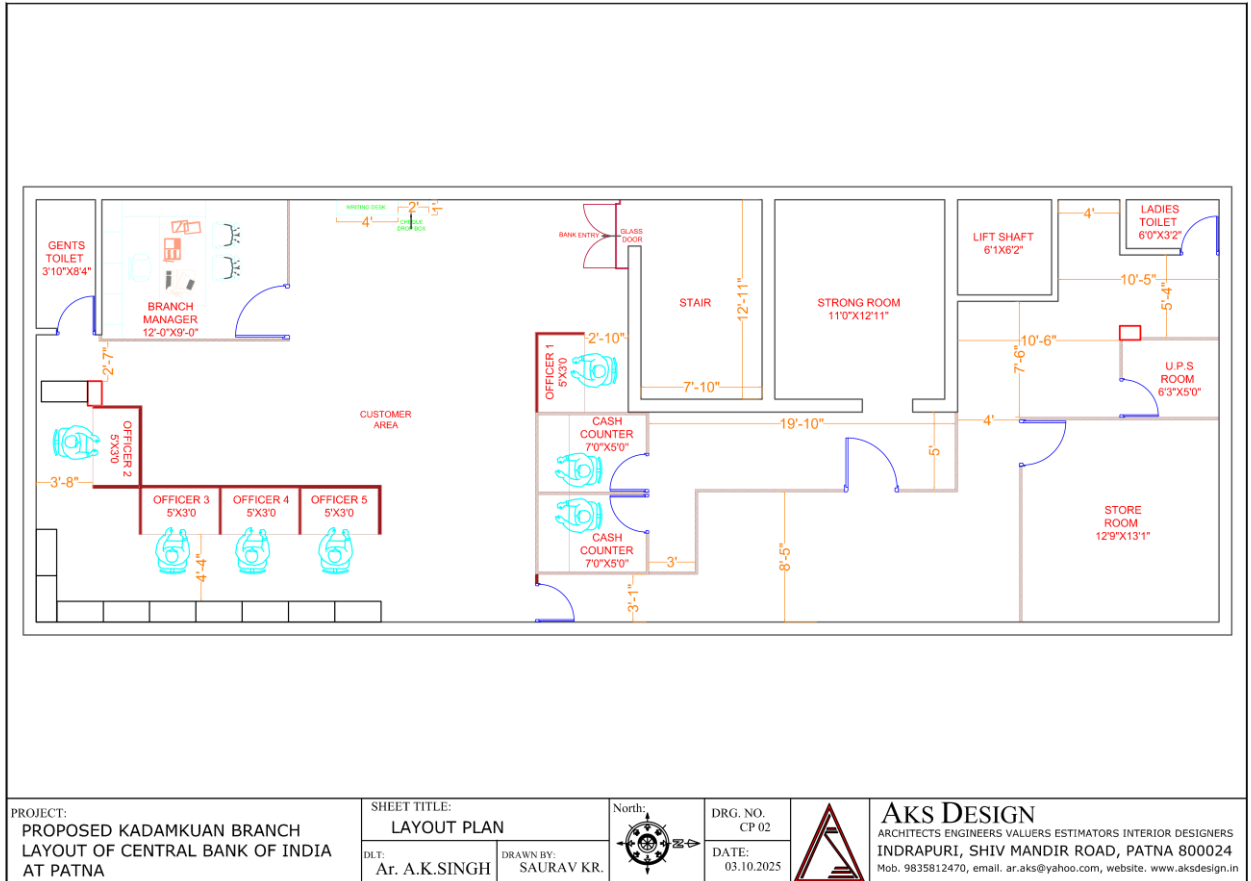 WRITING DESK
4'
2'
1'
CHEQUE
DROP BOX
BANK ENTRY
GLASS
DOOR
GENTS
TOILET
3'10"X8'4"
BRANCH
MANAGER
12'-0"X9'-0"
2'-7"
STAIR
12'-11"
7'-10"
STRONG ROOM
11'0"X12'11"
LIFT SHAFT
6'1X6'2"
4'
LADIES
TOILET
6'0"X3'2"
10'-5"
5'-4"
10'-6"
7'-6"
U.P.S
ROOM
6'3"X5'0"
2'-10"
OFFICER 1
5'X3'0
CUSTOMER
AREA
CASH
COUNTER
7'0"X5'0"
19'-10"
5'
4'
OFFICER 2
5'X3'0
3'-8"
OFFICER 3
5'X3'0
OFFICER 4
5'X3'0
OFFICER 5
5'X3'0
4'-4"
CASH
COUNTER
7'0"X5'0"
3'
3'-1"
8'-5"
STORE
ROOM
12'9"X13'1"
PROJECT:
PROPOSED KADAMKUAN BRANCH
LAYOUT OF CENTRAL BANK OF INDIA
AT PATNA
SHEET TITLE:
LAYOUT PLAN
DLT:
Ar. A.K.SINGH
DRAWN BY:
SAURAV KR.
North:
N
DRG. NO.
CP 02
DATE:
03.10.2025
AKS DESIGN
ARCHITECTS ENGINEERS VALUERS ESTIMATORS INTERIOR DESIGNERS
INDRAPURI, SHIV MANDIR ROAD, PATNA 800024
Mob. 9835812470, email. ar.aks@yahoo.com, website. www.aksdesign.in